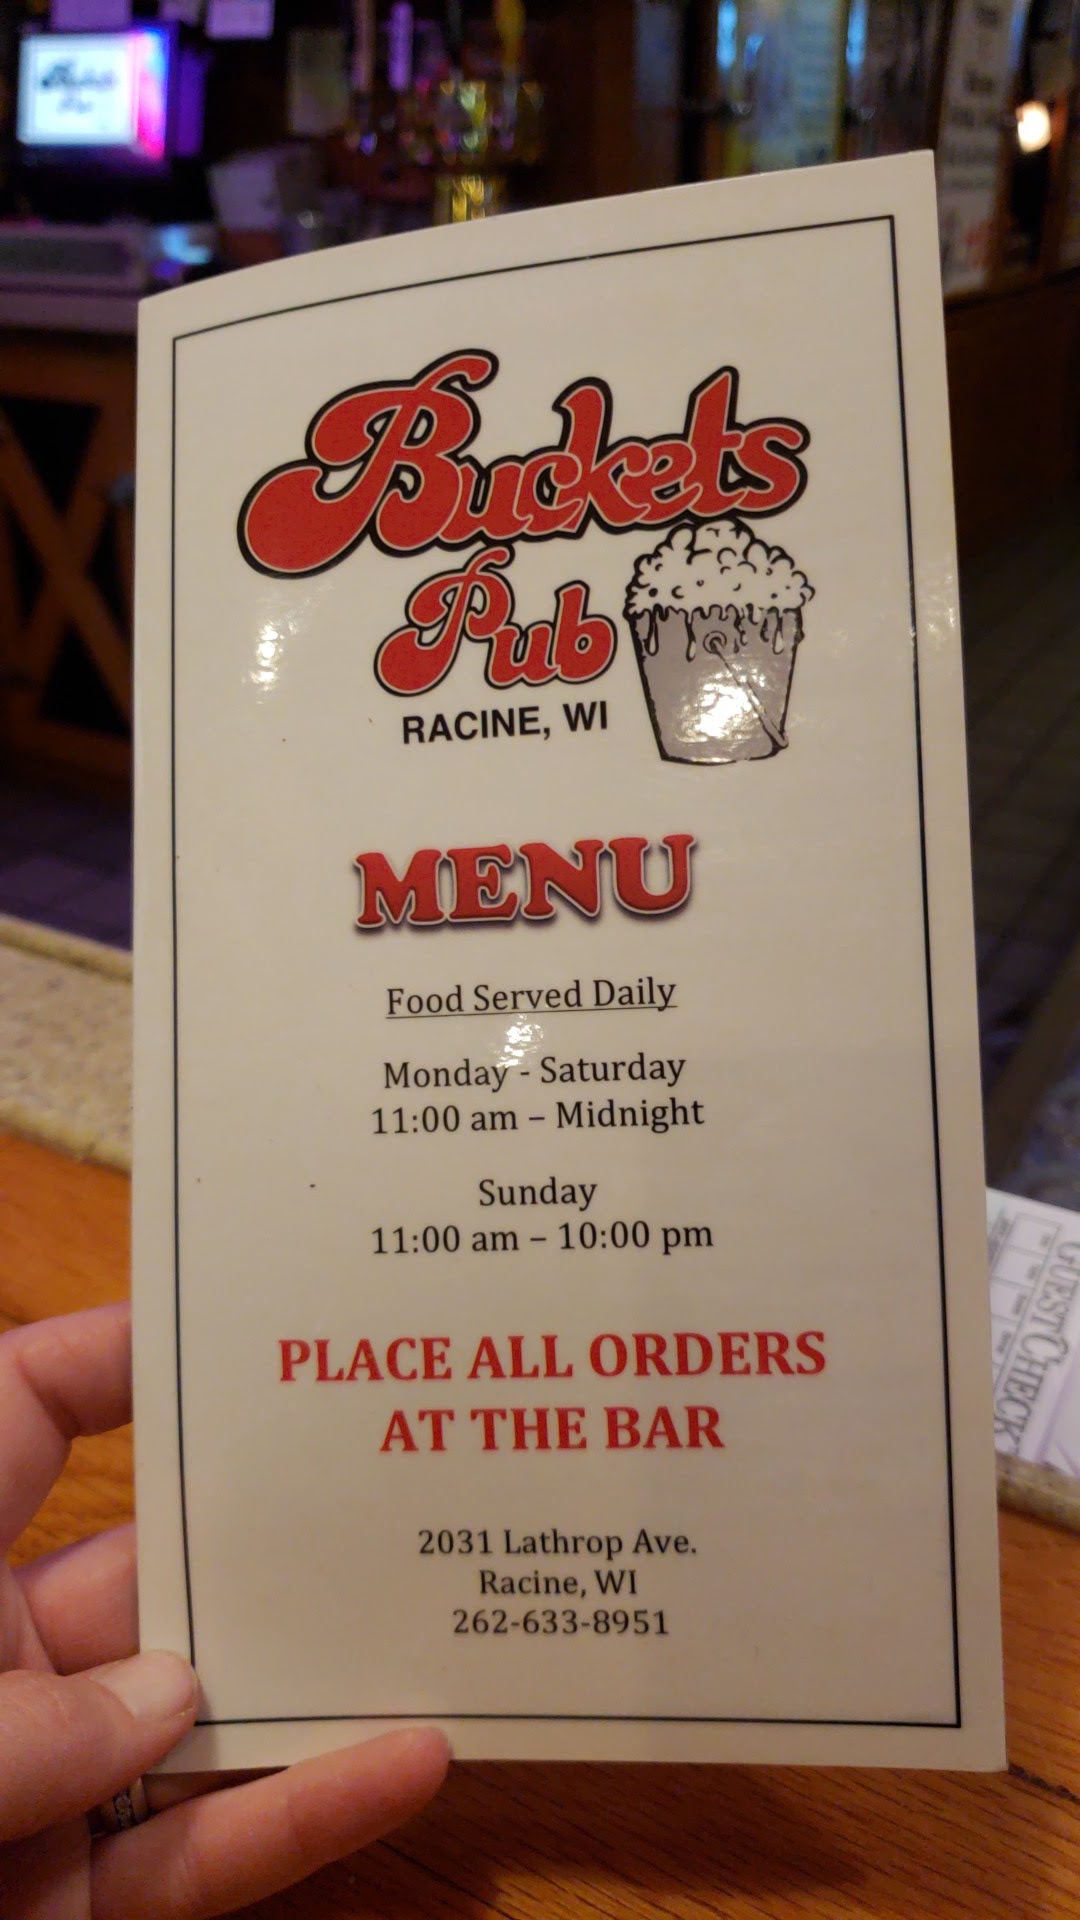 Buckets
Pub
RACINE, WI
MENU
Food Served Daily
Monday - Saturday
11:00 am – Midnight
Sunday
11:00 am – 10:00 pm
PLACE ALL ORDERS
AT THE BAR
2031 Lathrop Ave.
Racine, WI
262-633-8951
GUEST CHECK